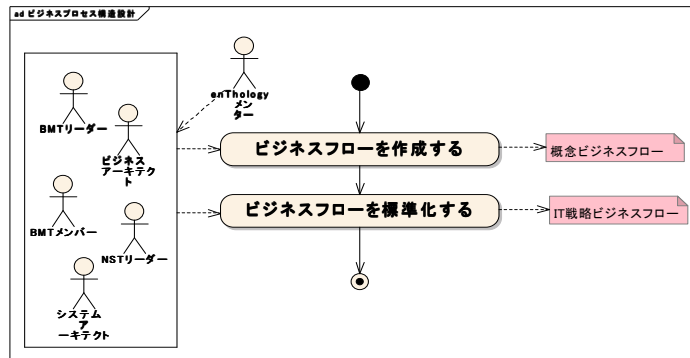 ad ビジネスプロセス構造設計
enThology
メン
ター
BMTリーダー
ビジネス
アーキテクト
ト
ビジネスフローを作成する
概念ビジネスフロー
BMTメンバー
NSTリーダー
ビジネスフローを標準化する
IT戦略ビジネスフロー
システム
ア
ーキテクト